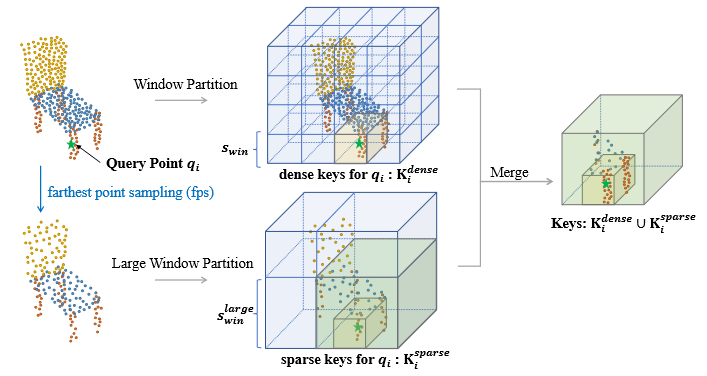 Window Partition
s_win
Query Point q_i
dense keys for q_i : K_i^dense
farthest point sampling (fps)
Merge
Keys: K_i^dense ∪ K_i^sparse
Large Window Partition
s_win^large
sparse keys for q_i : K_i^sparse